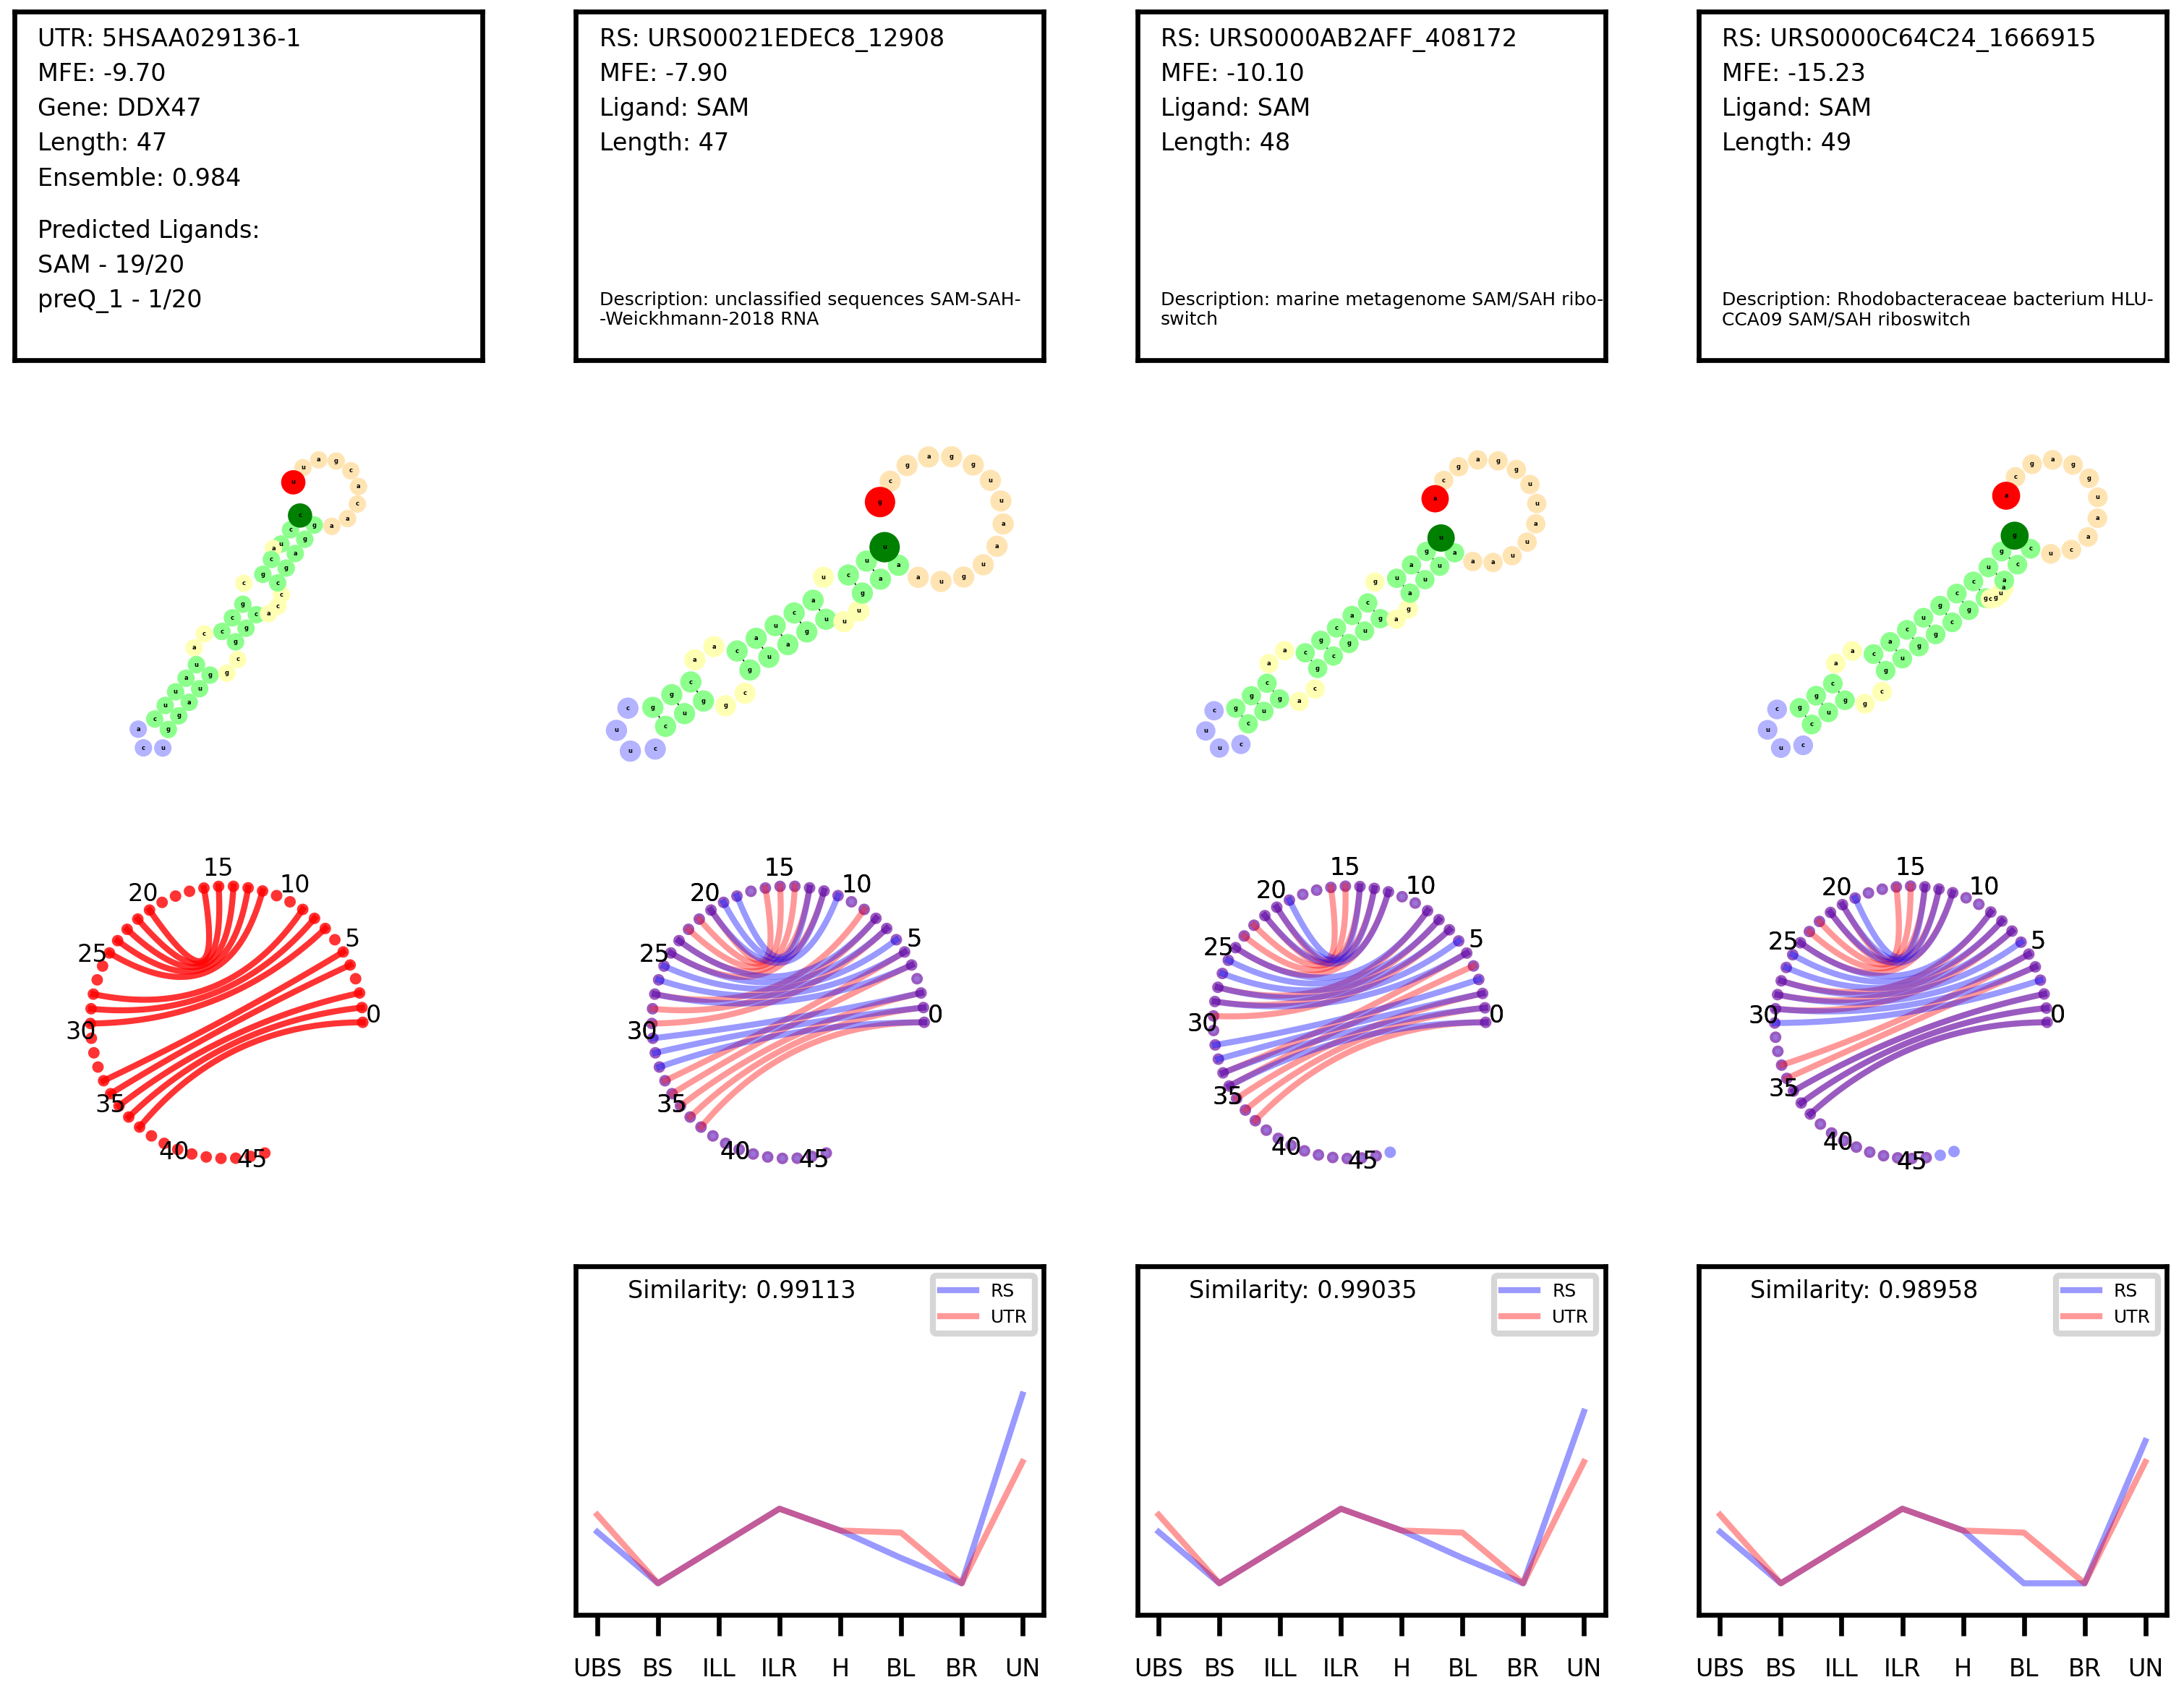 UTR: 5HSAA029136-1
MFE: -9.70
Gene: DDX47
Length: 47
Ensemble: 0.984
Predicted Ligands:
SAM - 19/20
preQ_1 - 1/20
RS: URS00021EDEC8_12908
MFE: -7.90
Ligand: SAM
Length: 47
Description: unclassified sequences SAM-SAH-
-Weickhmann-2018 RNA
RS: URS0000AB2AFF_408172
MFE: -10.10
Ligand: SAM
Length: 48
Description: marine metagenome SAM/SAH ribo-
switch
RS: URS0000C64C24_1666915
MFE: -15.23
Ligand: SAM
Length: 49
Description: Rhodobacteraceae bacterium HLU-
CCA09 SAM/SAH riboswitch
0
5
10
15
20
25
30
35
40
45
0
5
10
15
20
25
30
35
40
45
0
5
10
15
20
25
30
35
40
45
0
5
10
15
20
25
30
35
40
45
Similarity: 0.99113
RS
UTR
UBS BS ILL ILR H BL BR UN
Similarity: 0.99035
RS
UTR
UBS BS ILL ILR H BL BR UN
Similarity: 0.98958
RS
UTR
UBS BS ILL ILR H BL BR UN